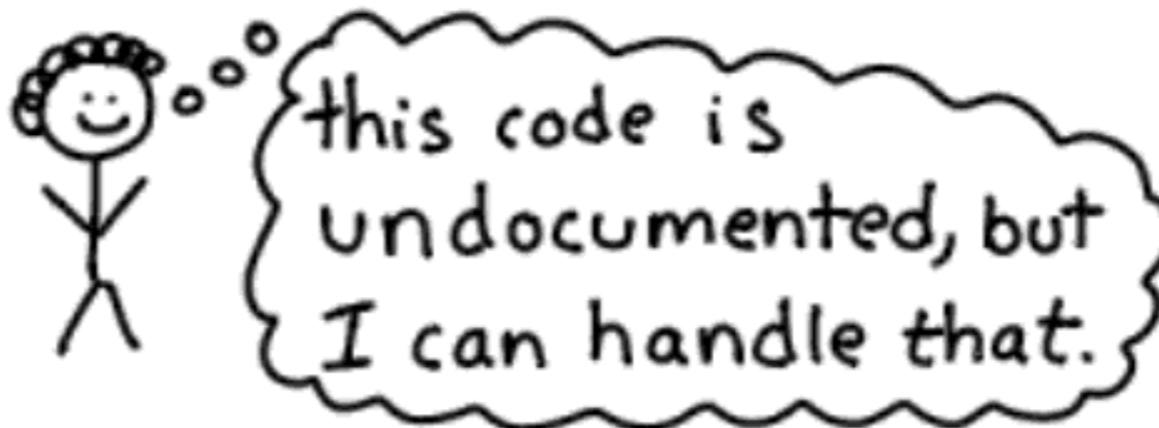 this code is
undocumented, but
I can handle that.